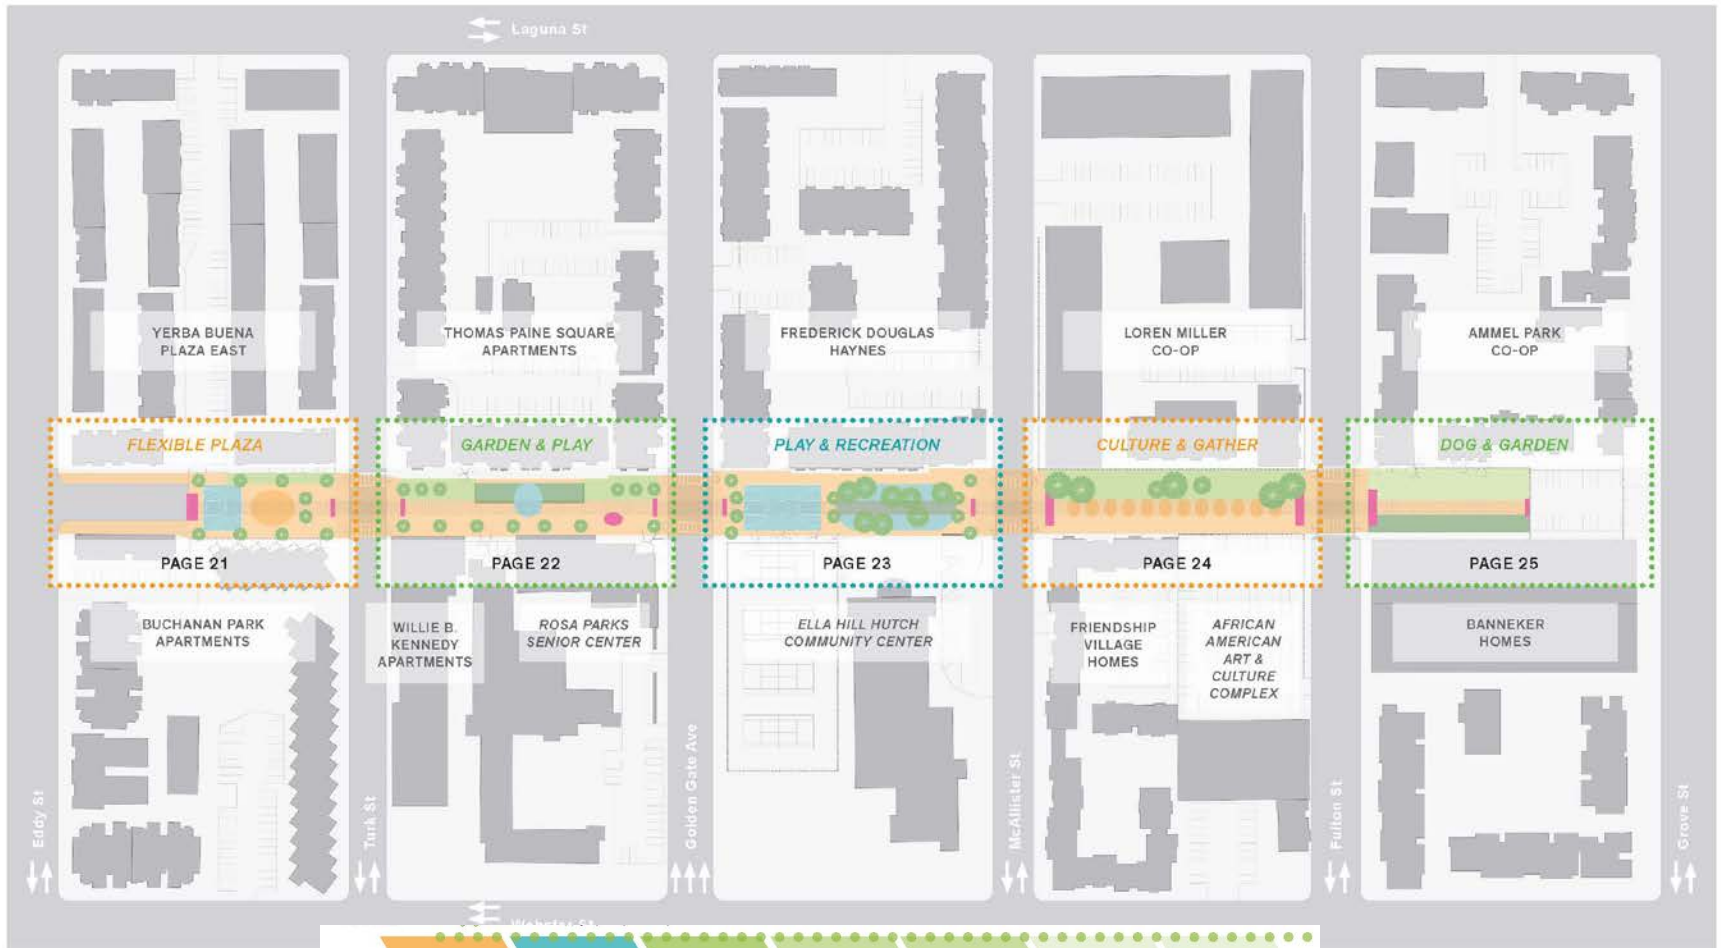 Laguna St
YERBA BUENA
PLAZA EAST
THOMAS PAINE SQUARE
APARTMENTS
FREDERICK DOUGLAS
HAYNES
LOREN MILLER
CO-OP
AMMEL PARK
CO-OP
FLEXIBLE PLAZA
GARDEN & PLAY
PLAY & RECREATION
CULTURE & GATHER
DOG & GARDEN
PAGE 21
PAGE 22
PAGE 23
PAGE 24
PAGE 25
BUCHANAN PARK
APARTMENTS
WILLIE B.
KENNEDY
APARTMENTS
ROSA PARKS
SENIOR CENTER
ELLA HILL HUTCH
COMMUNITY CENTER
FRIENDSHIP
VILLAGE
HOMES
AFRICAN
AMERICAN
ART &
CULTURE
COMPLEX
BANNEKER
HOMES
Eddy St
Turk St
Golden Gate Ave
McAllister St
Fulton St
Grove St
Webster St